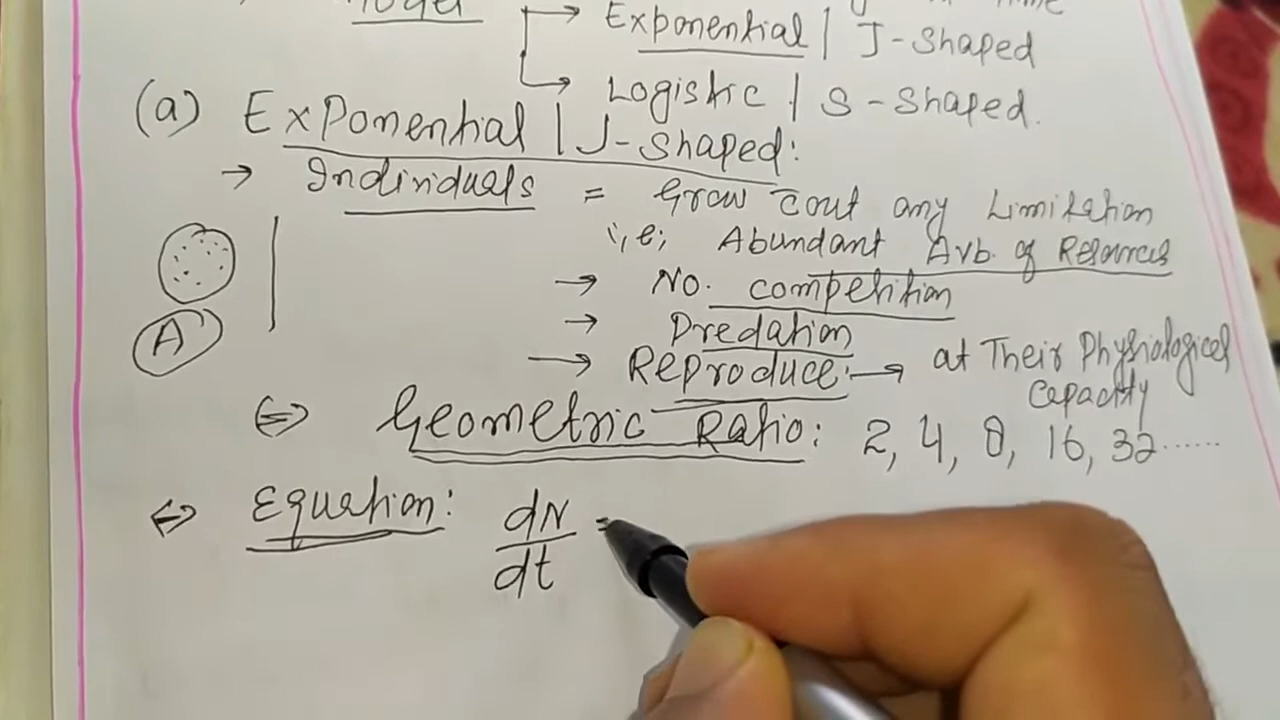 Model → Exponential | J-Shaped
→ Logistic | S-Shaped.
(a) Exponential | J-Shaped:
→ Individuals = Grow cout any Limitation
i,e; Abundant Avb. of Resources
→ No. competition
→ Predation
→ Reproduce: → at Their Physiological
Capacity
A
⇔ Geometric Ratio: 2, 4, 8, 16, 32......
⇔ Equation: dN
dt =